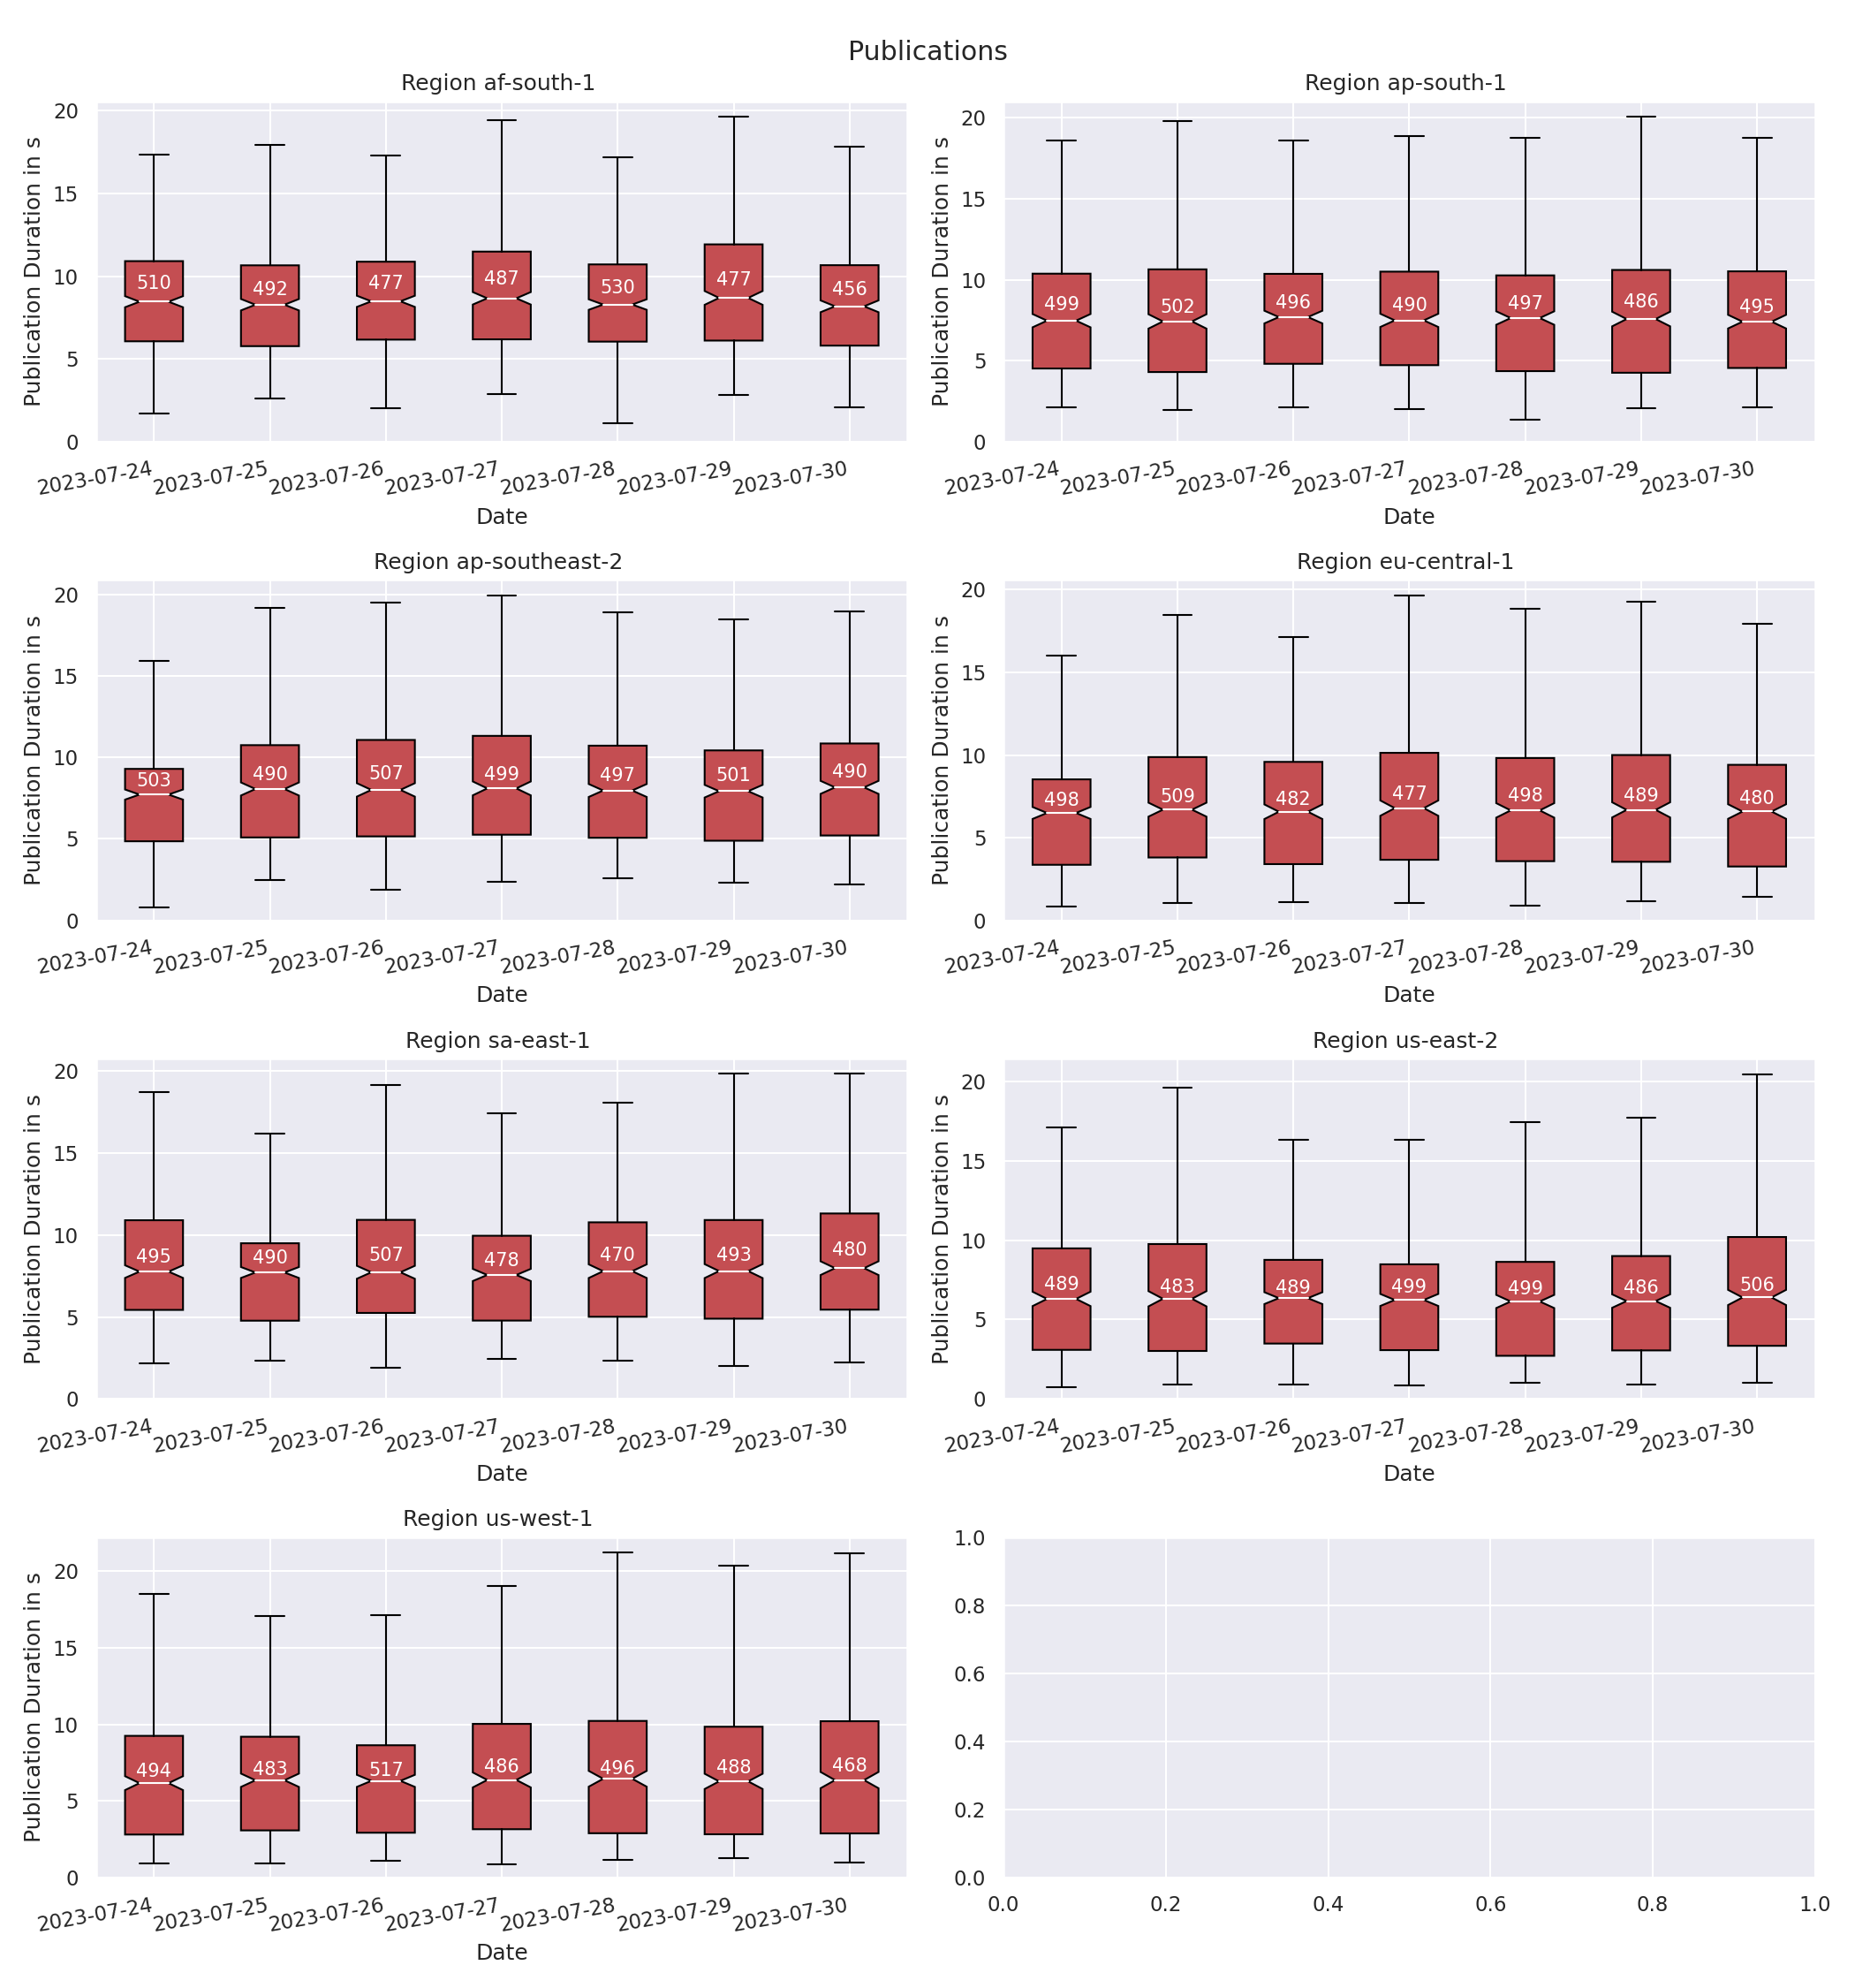 Publications
Region af-south-1
Publication Duration in s
20
15
10
5
0
510 492 477 487 530 477 456
2023-07-24 2023-07-25 2023-07-26 2023-07-27 2023-07-28 2023-07-29 2023-07-30
Date
Region ap-south-1
Publication Duration in s
20
15
10
5
0
499 502 496 490 497 486 495
2023-07-24 2023-07-25 2023-07-26 2023-07-27 2023-07-28 2023-07-29 2023-07-30
Date
Region ap-southeast-2
Publication Duration in s
20
15
10
5
0
503 490 507 499 497 501 490
2023-07-24 2023-07-25 2023-07-26 2023-07-27 2023-07-28 2023-07-29 2023-07-30
Date
Region eu-central-1
Publication Duration in s
20
15
10
5
0
498 509 482 477 498 489 480
2023-07-24 2023-07-25 2023-07-26 2023-07-27 2023-07-28 2023-07-29 2023-07-30
Date
Region sa-east-1
Publication Duration in s
20
15
10
5
0
495 490 507 478 470 493 480
2023-07-24 2023-07-25 2023-07-26 2023-07-27 2023-07-28 2023-07-29 2023-07-30
Date
Region us-east-2
Publication Duration in s
20
15
10
5
0
489 483 489 499 499 486 506
2023-07-24 2023-07-25 2023-07-26 2023-07-27 2023-07-28 2023-07-29 2023-07-30
Date
Region us-west-1
Publication Duration in s
20
15
10
5
0
494 483 517 486 496 488 468
2023-07-24 2023-07-25 2023-07-26 2023-07-27 2023-07-28 2023-07-29 2023-07-30
Date
1.0
0.8
0.6
0.4
0.2
0.0
0.0 0.2 0.4 0.6 0.8 1.0